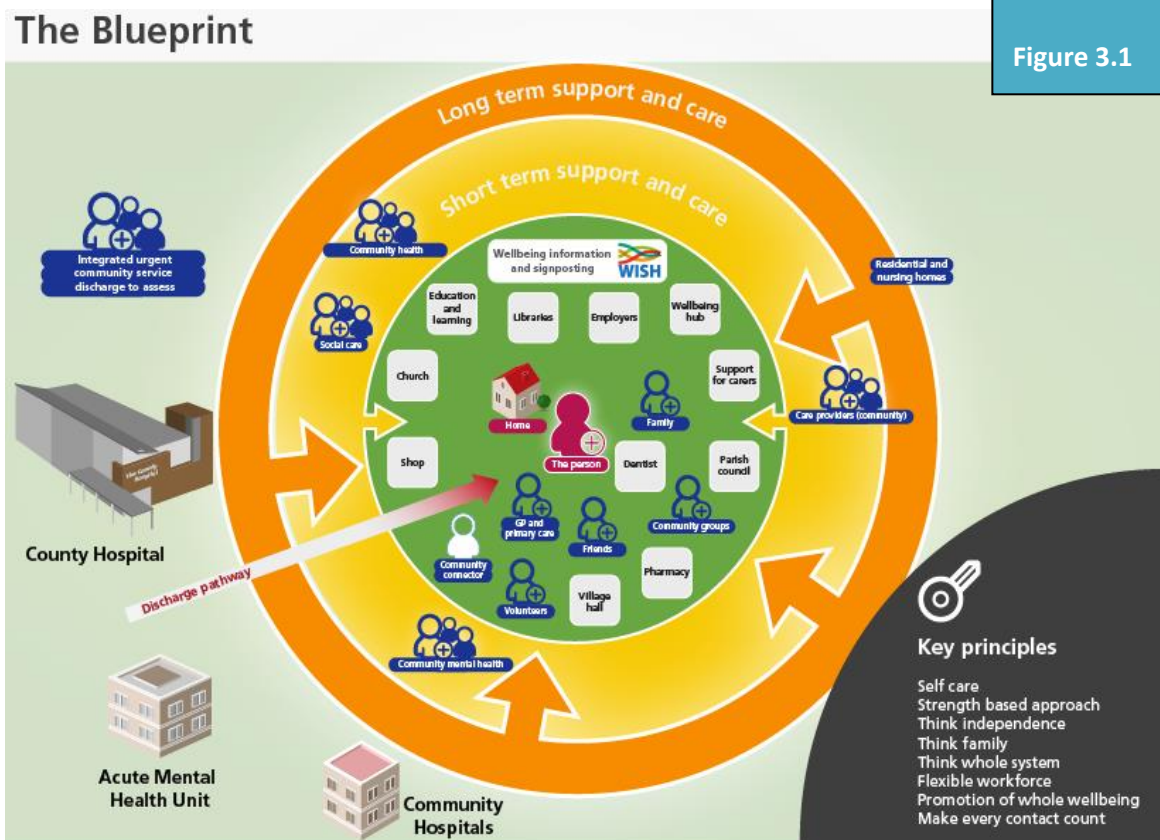 The Blueprint
Figure 3.1
Long term support and care
Short term support and care
Integrated urgent
community service
discharge to assess
Community health
Wellbeing information
and signposting
WISH
Residential and
nursing homes
Education
and
learning
Libraries
Employers
Wellbeing
hub
Social care
Church
Support
for carers
Home
Family
Care providers (community)
The County
Hospital
Shop
The person
Dentist
Parish
council
County Hospital
GP and
primary care
Community groups
Friends
Community
connector
Pharmacy
Discharge pathway
Volunteers
Village
hall
Community mental health
Acute Mental
Health Unit
Community
Hospitals
Key principles
Self care
Strength based approach
Think independence
Think family
Think whole system
Flexible workforce
Promotion of whole wellbeing
Make every contact count